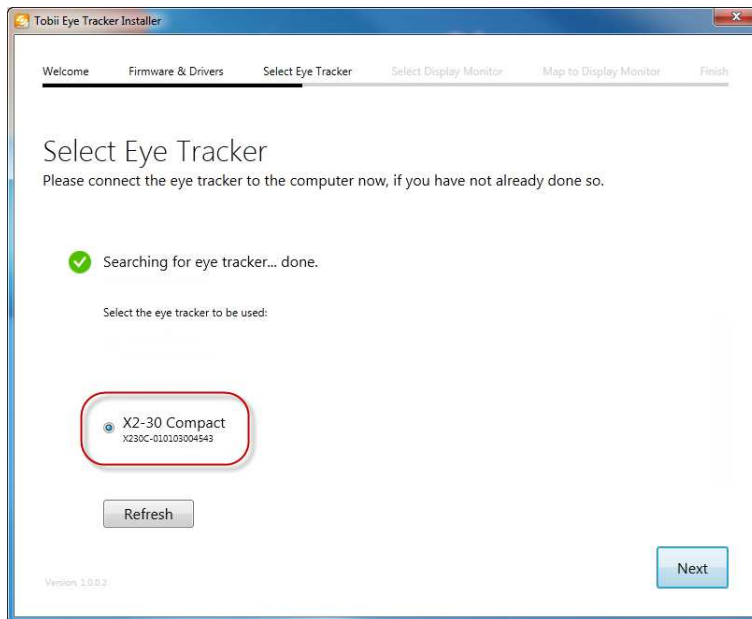 Tobii Eye Tracker Installer
Welcome Firmware & Drivers Select Eye Tracker Select Display Monitor Map to Display Monitor Finish
Select Eye Tracker
Please connect the eye tracker to the computer now, if you have not already done so.
Searching for eye tracker... done.
Select the eye tracker to be used:
X2-30 Compact
X230C-010103004543
Refresh
Next
Version: 1.0.0.2